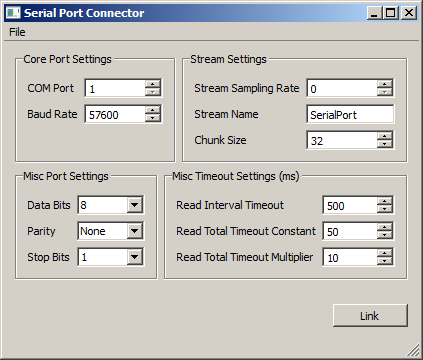 Serial Port Connector
File
Core Port Settings
COM Port 1
Baud Rate 57600
Stream Settings
Stream Sampling Rate 0
Stream Name SerialPort
Chunk Size 32
Misc Port Settings
Data Bits 8
Parity None
Stop Bits 1
Misc Timeout Settings (ms)
Read Interval Timeout 500
Read Total Timeout Constant 50
Read Total Timeout Multiplier 10
Link